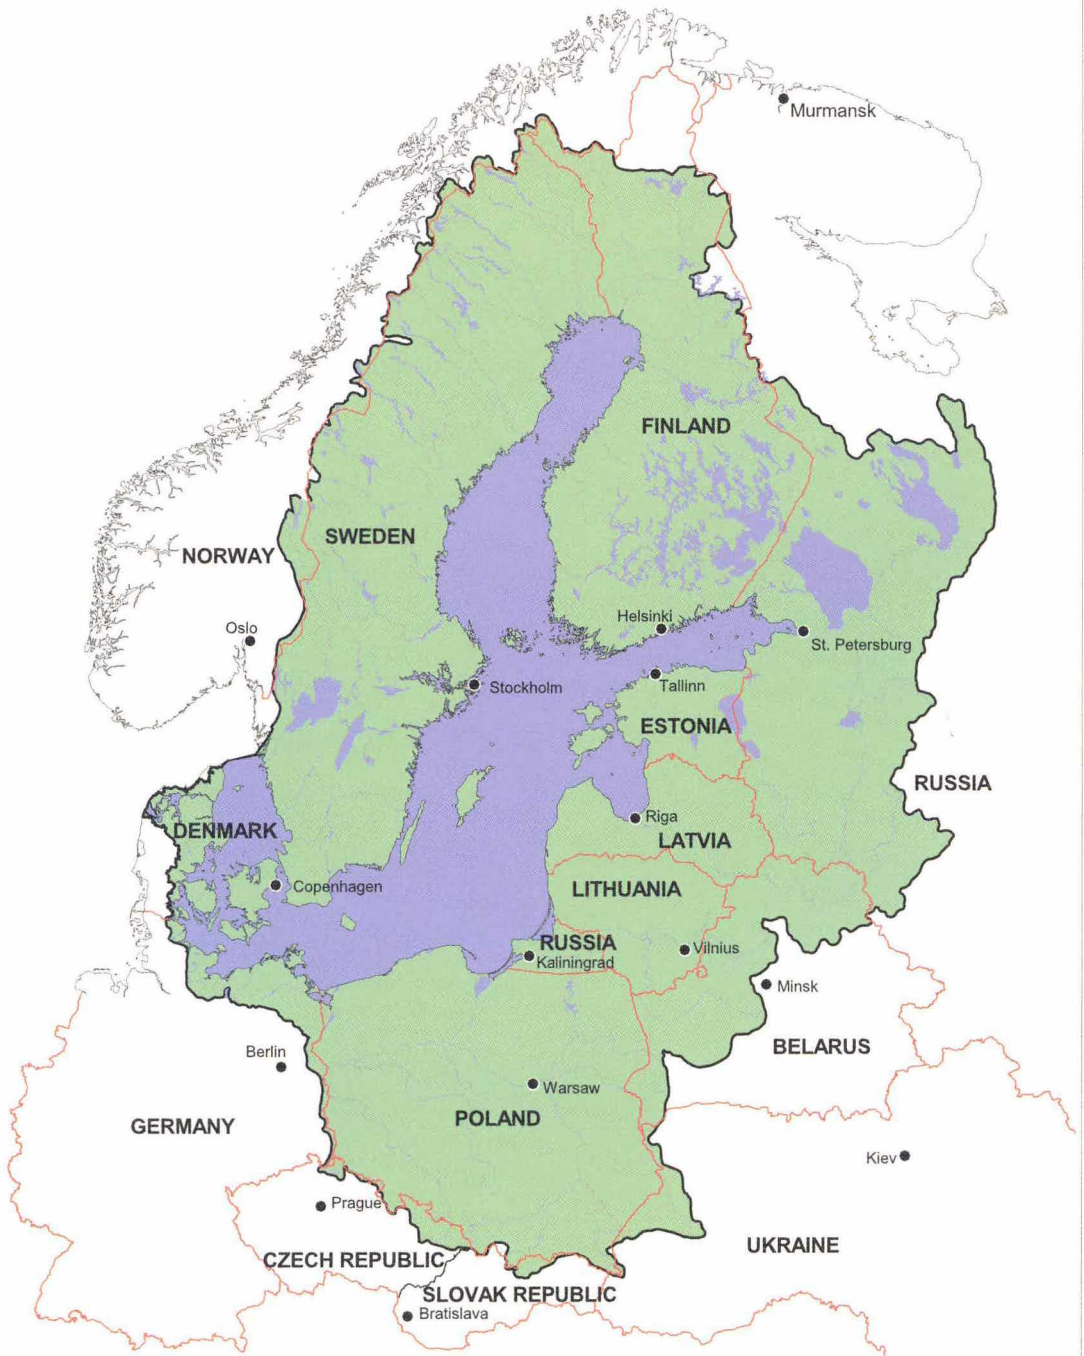 Murmansk
FINLAND
SWEDEN
NORWAY
Helsinki
Oslo
St. Petersburg
Stockholm
Tallinn
ESTONIA
RUSSIA
Riga
DENMARK
LATVIA
Copenhagen
LITHUANIA
RUSSIA
Vilnius
Kaliningrad
Minsk
BELARUS
Berlin
Warsaw
POLAND
GERMANY
Kiev
Prague
UKRAINE
CZECH REPUBLIC
SLOVAK REPUBLIC
Bratislava